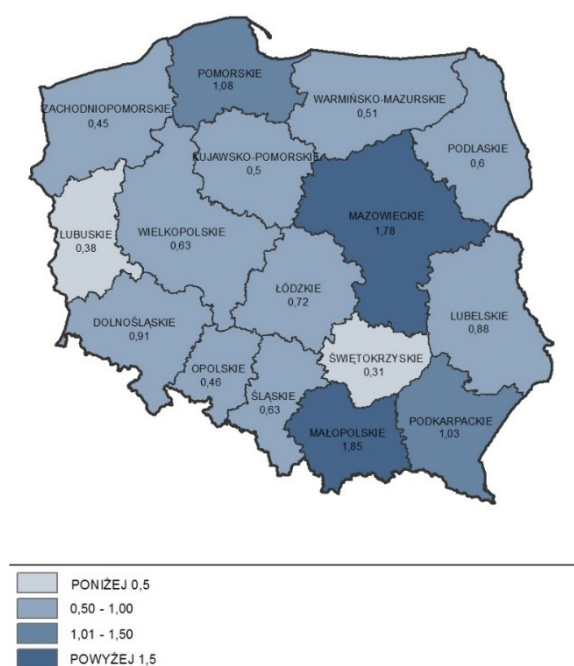 POMORSKIE
1,08
ZACHODNIOPOMORSKIE
0,45
WARMIŃSKO-MAZURSKIE
0,51
PODLASKIE
0,6
KUJAWSKO-POMORSKIE
0,5
MAZOWIECKIE
1,78
LUBUSKIE
0,38
WIELKOPOLSKIE
0,63
ŁÓDZKIE
0,72
LUBELSKIE
0,88
DOLNOŚLĄSKIE
0,91
OPOLSKIE
0,46
ŚLĄSKIE
0,63
ŚWIĘTOKRZYSKIE
0,31
MAŁOPOLSKIE
1,85
PODKARPACKIE
1,03
PONIŻEJ 0,5
0,50 - 1,00
1,01 - 1,50
POWYŻEJ 1,5